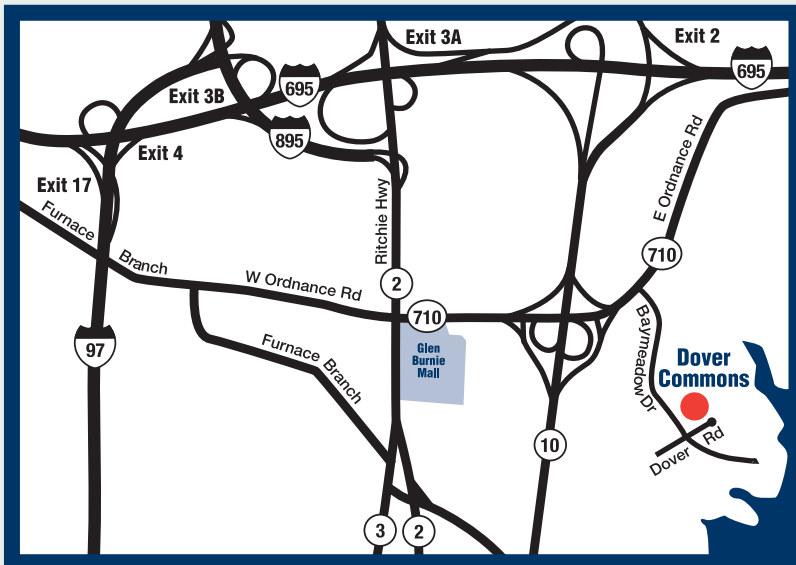 Exit 3A
Exit 2
695
695
Exit 3B
895
Exit 4
Exit 17
Ritchie Hwy
E Ordnance Rd
Furnace
Branch
710
W Ordnance Rd
2
710
97
Furnace Branch
Glen
Burnie
Mall
Baymeadow Dr
Dover
Commons
10
Dover Rd
3
2